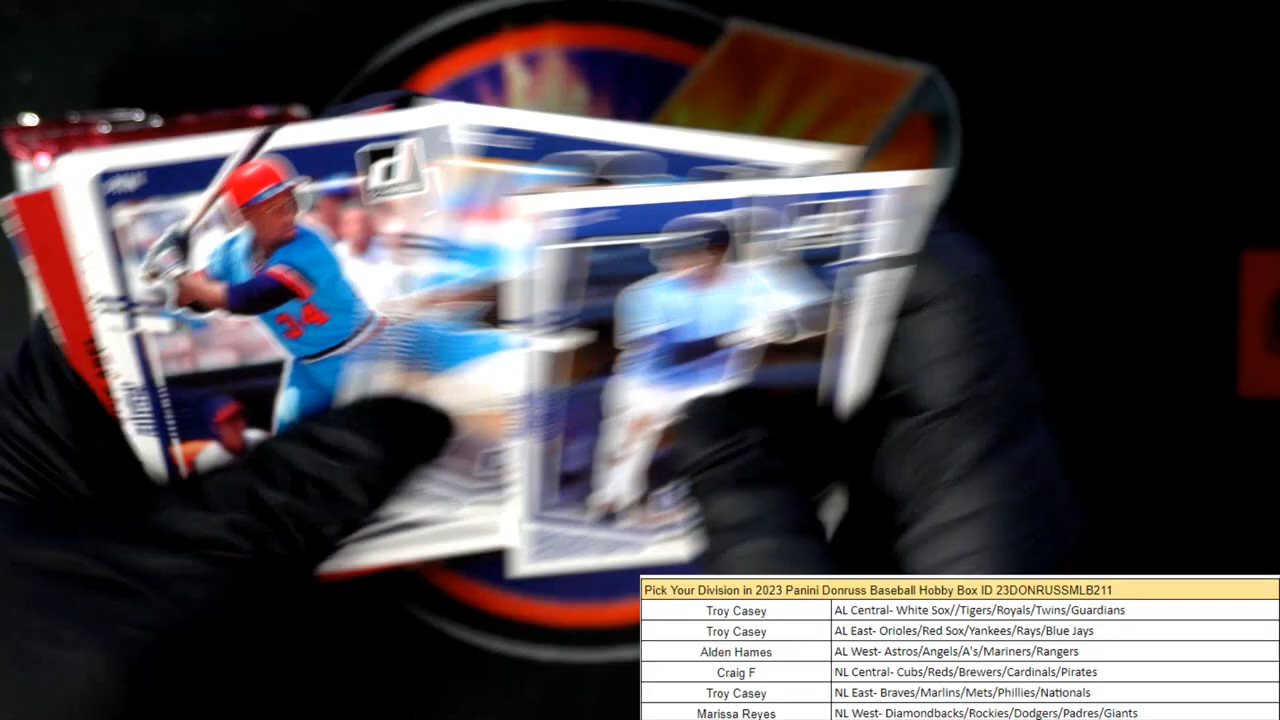 d
34
Pick Your Division in 2023 Panini Donruss Baseball Hobby Box ID 23DONRUSSMLB211
Troy Casey AL Central- White Sox//Tigers/Royals/Twins/Guardians
Troy Casey AL East- Orioles/Red Sox/Yankees/Rays/Blue Jays
Alden Hames AL West- Astros/Angels/A's/Mariners/Rangers
Craig F NL Central- Cubs/Reds/Brewers/Cardinals/Pirates
Troy Casey NL East- Braves/Marlins/Mets/Phillies/Nationals
Marissa Reyes NL West- Diamondbacks/Rockies/Dodgers/Padres/Giants